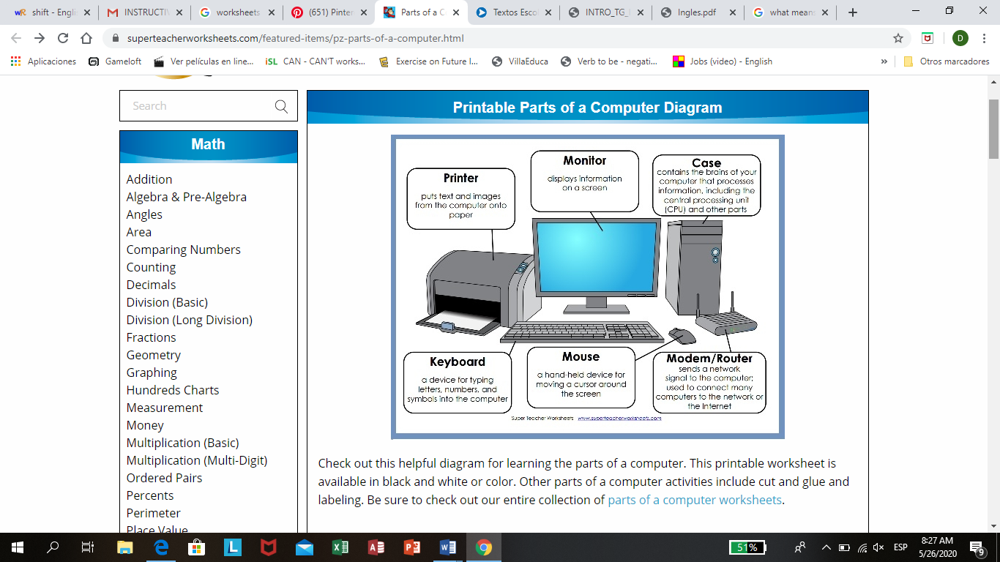 shift - Engli
INSTRUCTIV
worksheets
(651) Pinter
Parts of a C
Textos Esco
INTRO_TG_
Ingles.pdf
what mean
superteacherworksheets.com/featured-items/pz-parts-of-a-computer.html
D
Aplicaciones
Gameloft
Ver películas en line...
iSL CAN - CAN'T works...
Exercise on Future I...
VillaEduca
Verb to be - negati...
Jobs (video) - English
»
Otros marcadores
Search
Math
Addition
Algebra & Pre-Algebra
Angles
Area
Comparing Numbers
Counting
Decimals
Division (Basic)
Division (Long Division)
Fractions
Geometry
Graphing
Hundreds Charts
Measurement
Money
Multiplication (Basic)
Multiplication (Multi-Digit)
Ordered Pairs
Percents
Perimeter
Place Value
Printable Parts of a Computer Diagram
Printer
puts text and images
from the computer onto
paper
Monitor
displays information
on a screen
Case
contains the brains of your
computer that processes
information, including the
central processing unit
(CPU) and other parts
Keyboard
a device for typing
letters, numbers, and
symbols into the computer
Mouse
a hand-held device for
moving a cursor around
the screen
Modem/Router
sends a network
signal to the computer;
used to connect many
computers to the network or
the Internet
Super Teacher Worksheets www.superteacherworksheets.com
Check out this helpful diagram for learning the parts of a computer. This printable worksheet is
available in black and white or color. Other parts of a computer activities include cut and glue and
labeling. Be sure to check out our entire collection of parts of a computer worksheets.
51%
ESP
8:27 AM
5/26/2020
9